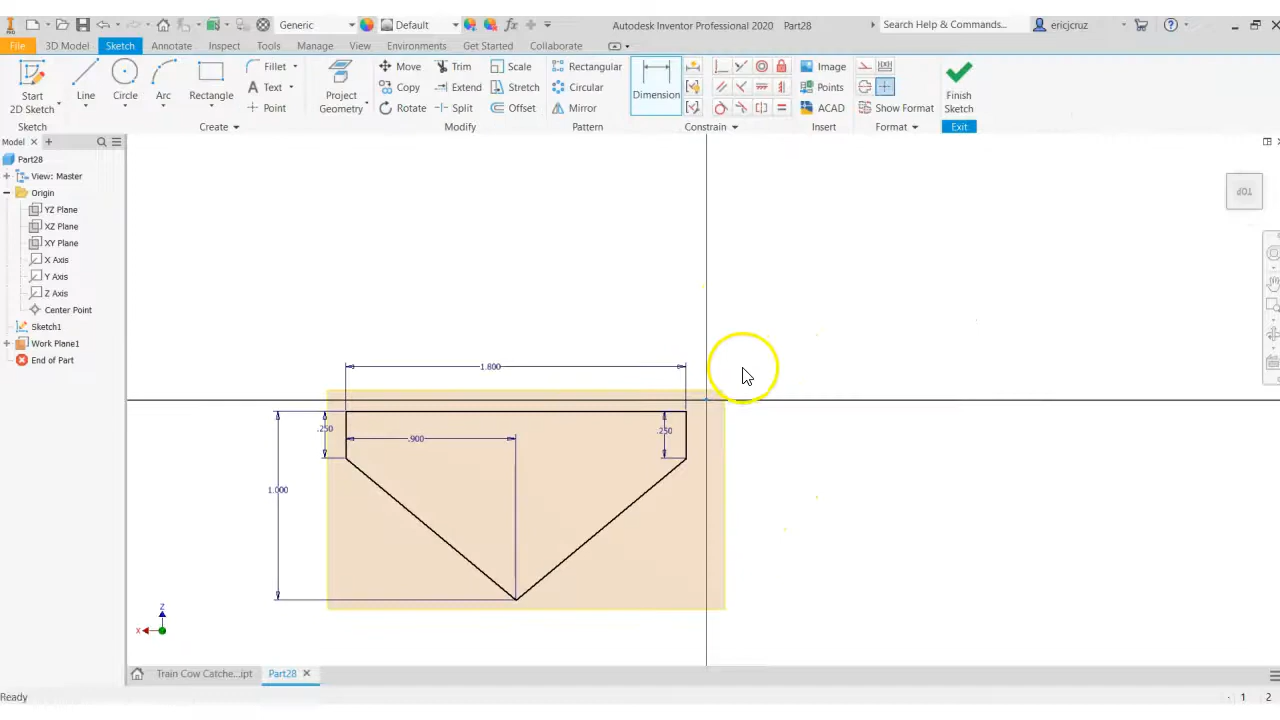 PRO
Generic
Default
fx
Autodesk Inventor Professional 2020 Part28
Search Help & Commands...
ericjcruz
File
3D Model
Sketch
Annotate
Inspect
Tools
Manage
View
Environments
Get Started
Collaborate
Start
2D Sketch
Line
Circle
Arc
Rectangle
Fillet
Text
Point
Project
Geometry
Move
Copy
Rotate
Trim
Extend
Split
Scale
Stretch
Offset
Rectangular
Circular
Mirror
Dimension
Image
Points
ACAD
Show Format
Finish
Sketch
Sketch
Create
Modify
Pattern
Constrain
Insert
Format
Exit
Model
Part28
View: Master
Origin
YZ Plane
XZ Plane
XY Plane
X Axis
Y Axis
Z Axis
Center Point
Sketch1
Work Plane1
End of Part
TOP
1.800
.250
.900
.250
1.000
Z
X
Train Cow Catche...ipt
Part28
Ready
1
2